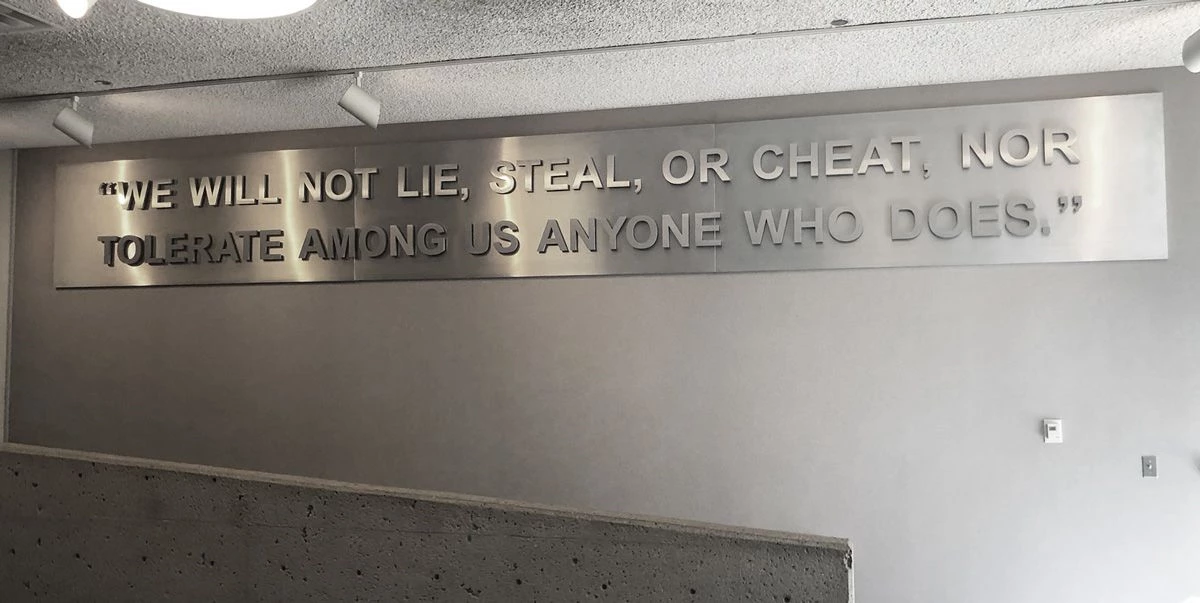 “WE WILL NOT LIE, STEAL, OR CHEAT, NOR
TOLERATE AMONG US ANYONE WHO DOES.”